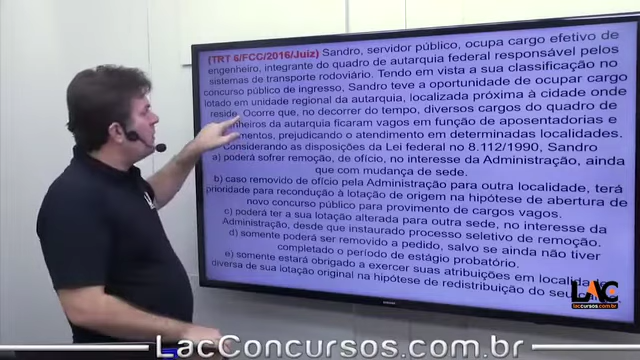 (TRT 6/FCC/2016/Juiz) Sandro, servidor público, ocupa cargo efetivo de
engenheiro, integrante do quadro de autarquia federal responsável pelos
sistemas de transporte rodoviário. Tendo em vista a sua classificação no
concurso público de ingresso, Sandro teve a oportunidade de ocupar cargo
lotado em unidade regional da autarquia, localizada próxima à cidade onde
reside. Ocorre que, no decorrer do tempo, diversos cargos do quadro de
da autarquia ficaram vagos em função de aposentadorias e
prejudicando o atendimento em determinadas localidades.
Considerando as disposições da Lei federal no 8.112/1990, Sandro
a) poderá sofrer remoção, de ofício, no interesse da Administração, ainda
que com mudança de sede.
b) caso removido de ofício pela Administração para outra localidade, terá
prioridade para recondução à lotação de origem na hipótese de abertura de
novo concurso público para provimento de cargos vagos.
c) poderá ter a sua lotação alterada para outra sede, no interesse da
Administração, desde que instaurado processo seletivo de remoção.
d) somente poderá ser removido a pedido, salvo se ainda não tiver
completado o período de estágio probatório.
e) somente estará obrigado a exercer suas atribuições em
diversa de sua lotação original na hipótese de redistribuição do seu
LAC
lacconcursos.com.br
LacConcursos.com.br